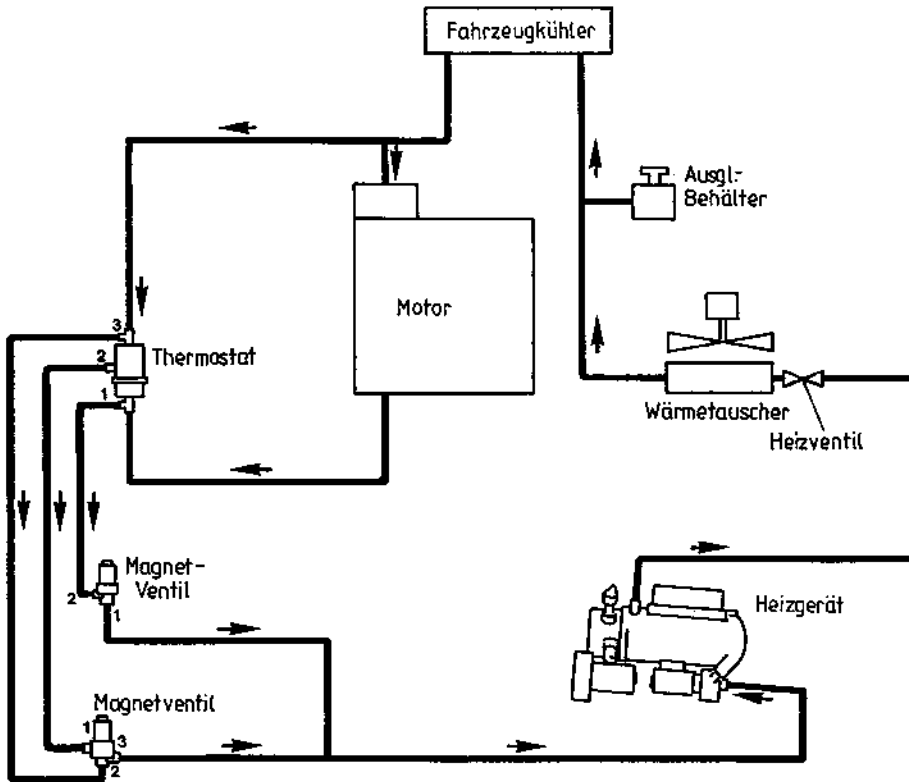 Fahrzeugkühler
Ausgl.-
Behälter
Motor
3
2
Thermostat
1
Wärmetauscher
Heizventil
Magnet-
Ventil
2
1
Heizgerät
Magnetventil
1
3
2